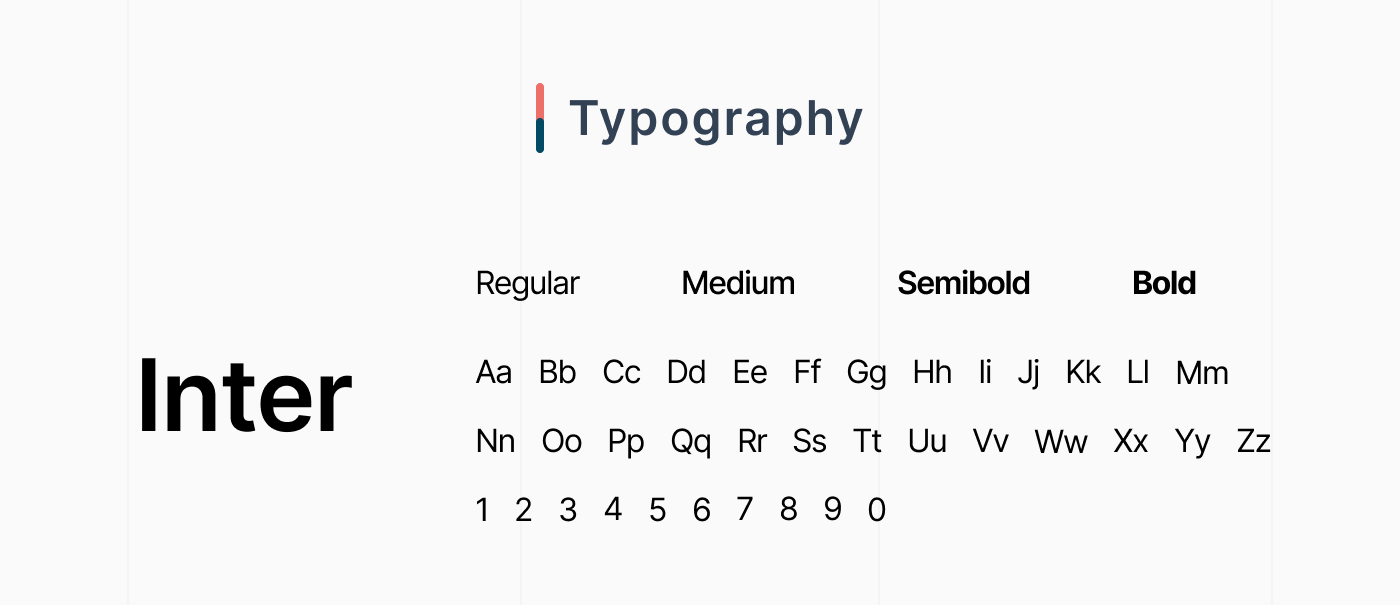 Typography
Regular Medium Semibold Bold
Inter
Aa Bb Cc Dd Ee Ff Gg Hh Ii Jj Kk Ll Mm
Nn Oo Pp Qq Rr Ss Tt Uu Vv Ww Xx Yy Zz
1 2 3 4 5 6 7 8 9 0